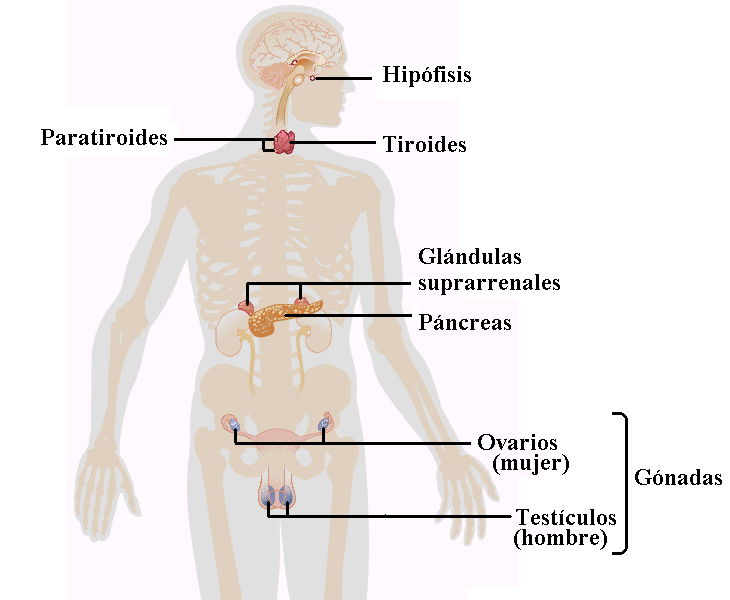 Hipófisis
Paratiroides
Tiroides
Glándulas
suprarrenales
Páncreas
Ovarios
(mujer)
Gónadas
Testículos
(hombre)